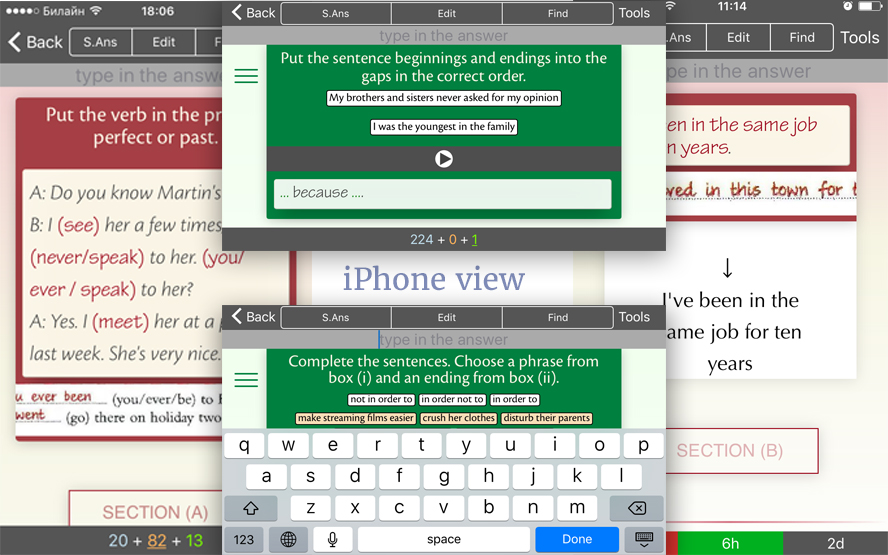 ●●●●○ Билайн 18:06
Back S.Ans Edit F
type in the answer
Put the verb in the pr
perfect or past.
A: Do you know Martin's
B: I (see) her a few times
(never/speak) to her. (you/
ever / speak) to her?
A: Yes. I (meet) her at a p
last week. She's very nice.
u ever been (you/ever/be) to
went (go) there on holiday two
SECTION (A)
20 + 82 + 13
Back S.Ans Edit Find Tools
type in the answer
Put the sentence beginnings and endings into the
gaps in the correct order.
My brothers and sisters never asked for my opinion
I was the youngest in the family
... because ....
224 + 0 + 1
iPhone view
Back S.Ans Edit Find Tools
type in the answer
Complete the sentences. Choose a phrase from
box (i) and an ending from box (ii).
not in order to in order not to in order to
make streaming films easier crush her clothes disturb their parents
q w e r t y u i o p
a s d f g h j k l
z x c v b n m
123 space Done
11:14
.Ans Edit Find Tools
pe in the answer
en in the same job
n years.
ved in this town for t
↓
I've been in the
ame job for ten
years
SECTION (B)
6h 2d